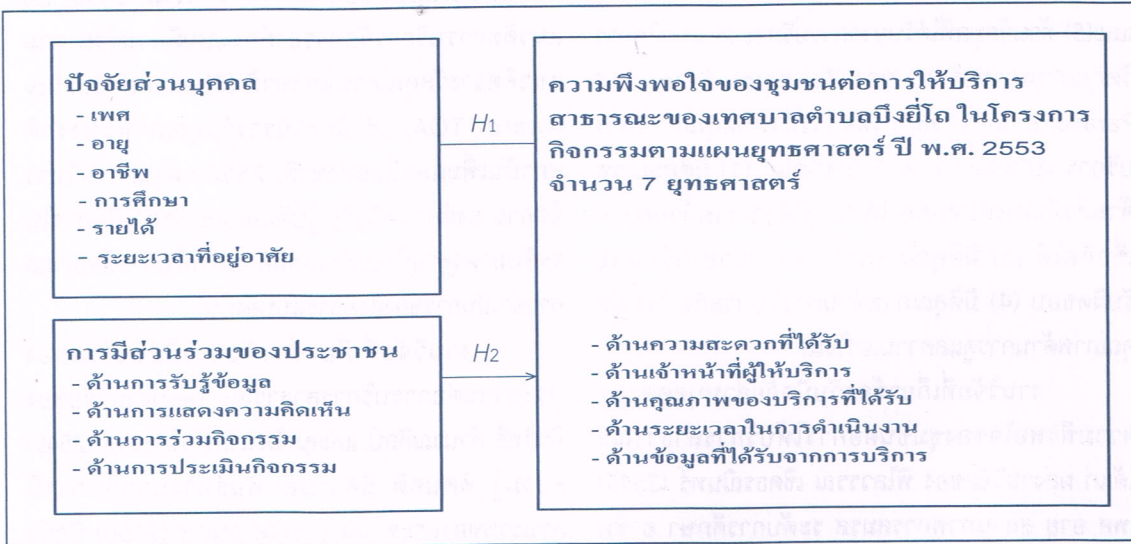 ปัจจัยส่วนบุคคล
- เพศ
- อายุ
- อาชีพ
- การศึกษา
- รายได้
- ระยะเวลาที่อยู่อาศัย
H1
ความพึงพอใจของชุมชนต่อการให้บริการ
สาธารณะของเทศบาลตำบลบึงยี่โถ ในโครงการ
กิจกรรมตามแผนยุทธศาสตร์ ปี พ.ศ. 2553
จำนวน 7 ยุทธศาสตร์
การมีส่วนร่วมของประชาชน
- ด้านการรับรู้ข้อมูล
- ด้านการแสดงความคิดเห็น
- ด้านการร่วมกิจกรรม
- ด้านการประเมินกิจกรรม
H2
- ด้านความสะดวกที่ได้รับ
- ด้านเจ้าหน้าที่ผู้ให้บริการ
- ด้านคุณภาพของบริการที่ได้รับ
- ด้านระยะเวลาในการดำเนินงาน
- ด้านข้อมูลที่ได้รับจากการบริการ